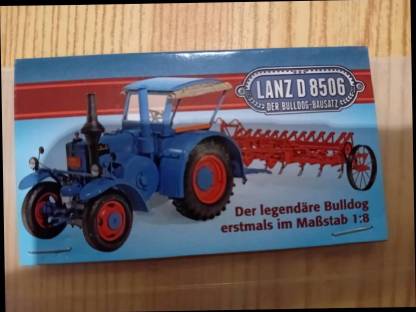 LANZ D 8506
DER BULLDOG-BAUSATZ
Der legendäre Bulldog
erstmals im Maßstab 1:8